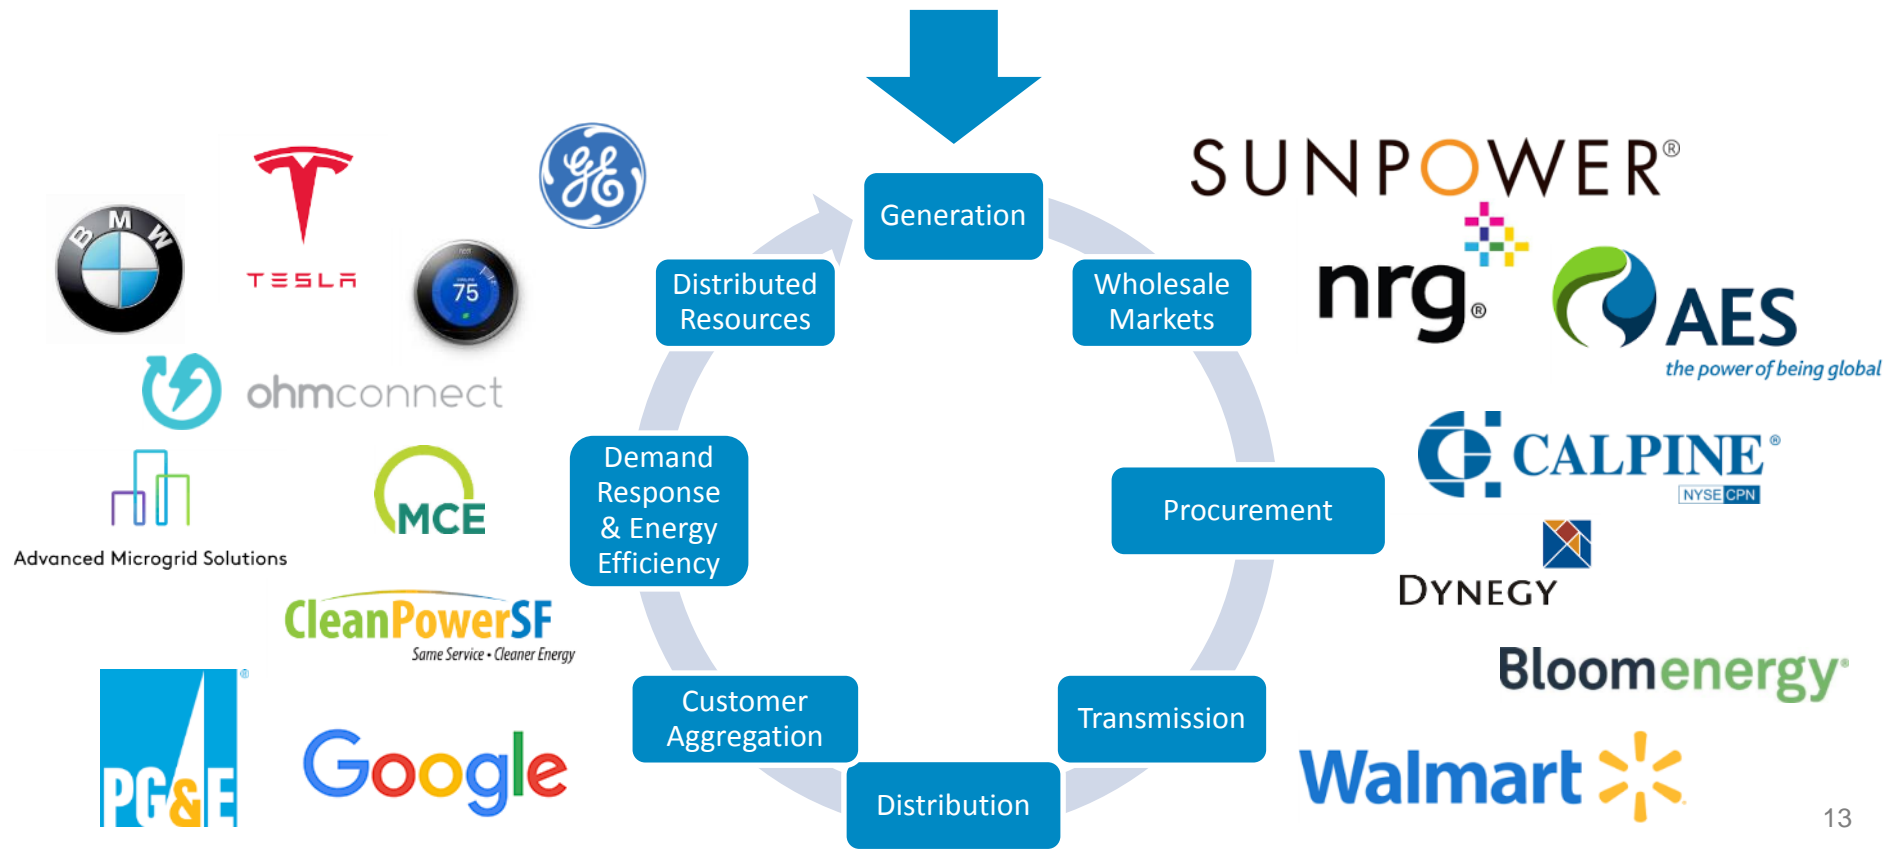 Generation
Wholesale
Markets
Procurement
Transmission
Distribution
Customer
Aggregation
Demand
Response
& Energy
Efficiency
Distributed
Resources
BMW
TESLA
GE
nest
75
ohmconnect
Advanced Microgrid Solutions
MCE
CleanPowerSF
Same Service • Cleaner Energy
PG&E®
Google
SUNPOWER®
nrg®
AES
the power of being global
CALPINE®
NYSE CPN
DYNEGY
Bloomenergy®
Walmart
13